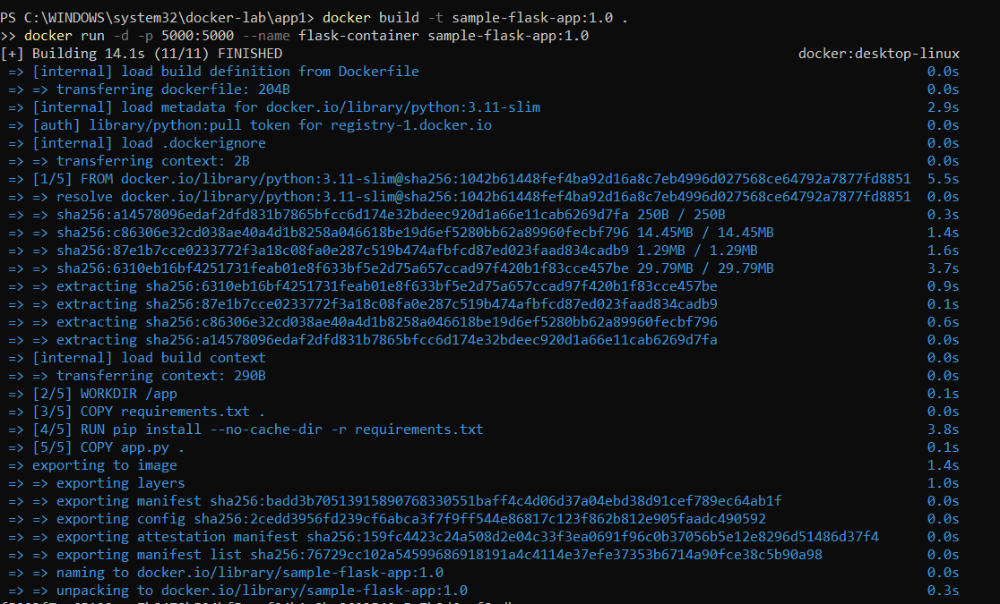 PS C:\WINDOWS\system32\docker-lab\app1> docker build -t sample-flask-app:1.0 .
>> docker run -d -p 5000:5000 --name flask-container sample-flask-app:1.0
[+] Building 14.1s (11/11) FINISHED docker:desktop-linux
=> [internal] load build definition from Dockerfile 0.0s
=> => transferring dockerfile: 204B 0.0s
=> [internal] load metadata for docker.io/library/python:3.11-slim 2.9s
=> [auth] library/python:pull token for registry-1.docker.io 0.0s
=> [internal] load .dockerignore 0.0s
=> => transferring context: 2B 0.0s
=> [1/5] FROM docker.io/library/python:3.11-slim@sha256:1042b61448fef4ba92d16a8c7eb4996d027568ce64792a7877fd8851 5.5s
=> => resolve docker.io/library/python:3.11-slim@sha256:1042b61448fef4ba92d16a8c7eb4996d027568ce64792a7877fd8851 0.0s
=> => sha256:a14578096edaf2dfd831b7865bfcc6d174e32bdeec920d1a66e11cab6269d7fa 250B / 250B 0.3s
=> => sha256:c86306e32cd038ae40a4d1b8258a046618be19d6ef5280bb62a89960fecbf796 14.45MB / 14.45MB 1.4s
=> => sha256:87e1b7cce0233772f3a18c08fa0e287c519b474afbfcd87ed023faad834cadb9 1.29MB / 1.29MB 1.6s
=> => sha256:6310eb16bf4251731feab01e8f633bf5e2d75a657ccad97f420b1f83cce457be 29.79MB / 29.79MB 3.7s
=> => extracting sha256:6310eb16bf4251731feab01e8f633bf5e2d75a657ccad97f420b1f83cce457be 0.9s
=> => extracting sha256:87e1b7cce0233772f3a18c08fa0e287c519b474afbfcd87ed023faad834cadb9 0.1s
=> => extracting sha256:c86306e32cd038ae40a4d1b8258a046618be19d6ef5280bb62a89960fecbf796 0.6s
=> => extracting sha256:a14578096edaf2dfd831b7865bfcc6d174e32bdeec920d1a66e11cab6269d7fa 0.0s
=> [internal] load build context 0.0s
=> => transferring context: 290B 0.0s
=> [2/5] WORKDIR /app 0.1s
=> [3/5] COPY requirements.txt . 0.0s
=> [4/5] RUN pip install --no-cache-dir -r requirements.txt 3.8s
=> [5/5] COPY app.py . 0.1s
=> exporting to image 1.4s
=> => exporting layers 1.0s
=> => exporting manifest sha256:badd3b70513915890768330551baff4c4d06d37a04ebd38d91cef789ec64ab1f 0.0s
=> => exporting config sha256:2cedd3956fd239cf6abca3f7f9ff544e86817c123f862b812e905faadc490592 0.0s
=> => exporting attestation manifest sha256:159fc4423c24a508d2e04c33f3ea0691f96c0b37056b5e12e8296d51486d37f4 0.0s
=> => exporting manifest list sha256:76729cc102a54599686918191a4c4114e37efe37353b6714a90fce38c5b90a98 0.0s
=> => naming to docker.io/library/sample-flask-app:1.0 0.0s
=> => unpacking to docker.io/library/sample-flask-app:1.0 0.3s